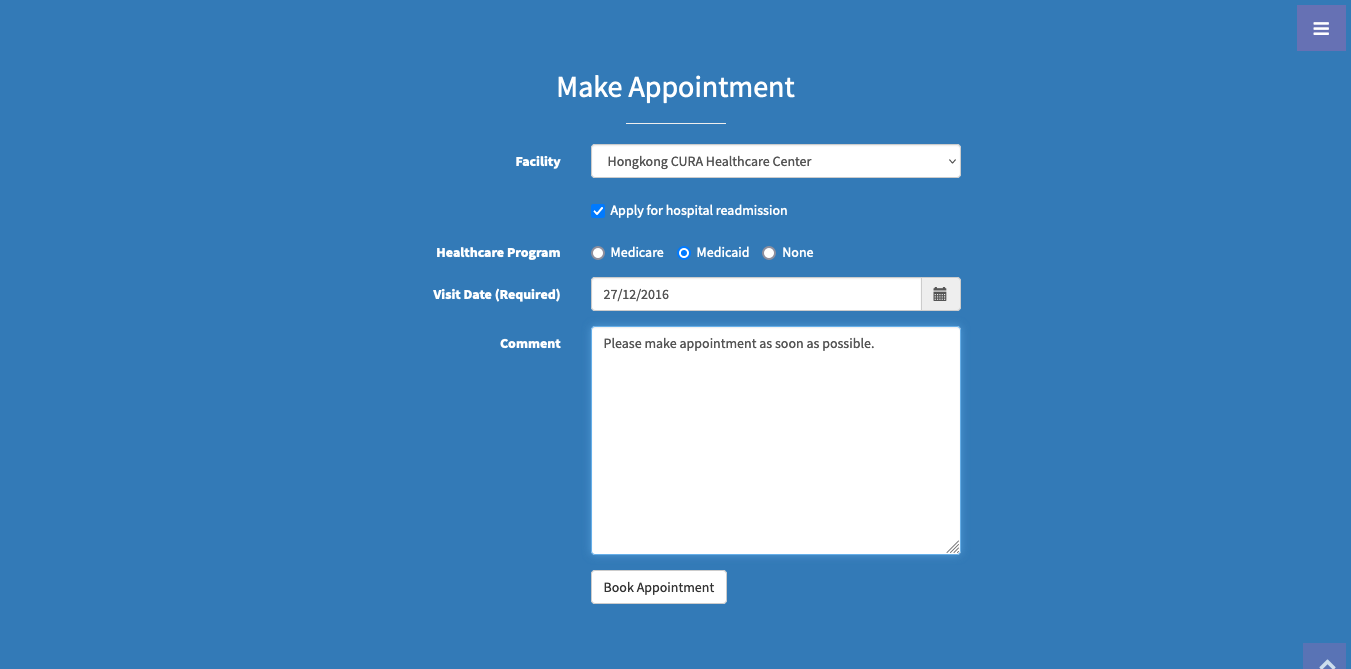 Make Appointment
Facility
Hongkong CURA Healthcare Center
Apply for hospital readmission
Healthcare Program
Medicare Medicaid None
Visit Date (Required)
27/12/2016
Comment
Please make appointment as soon as possible.
Book Appointment